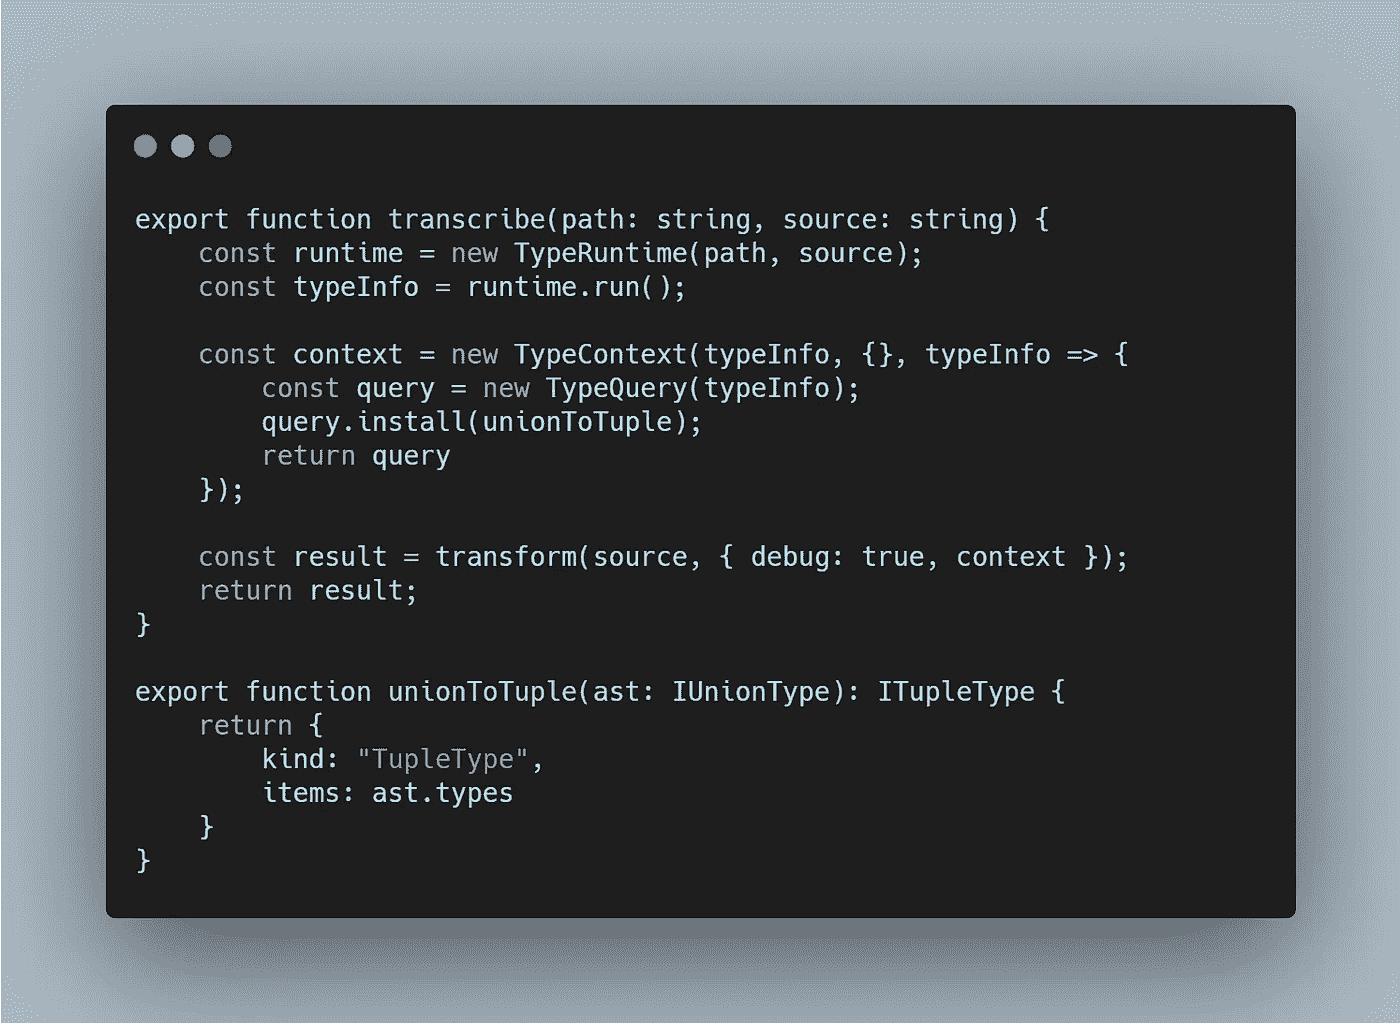 export function transcribe(path: string, source: string) {
    const runtime = new TypeRuntime(path, source);
    const typeInfo = runtime.run();

    const context = new TypeContext(typeInfo, {}, typeInfo => {
        const query = new TypeQuery(typeInfo);
        query.install(unionToTuple);
        return query
    });

    const result = transform(source, { debug: true, context });
    return result;
}

export function unionToTuple(ast: IUnionType): ITupleType {
    return {
        kind: "TupleType",
        items: ast.types
    }
}